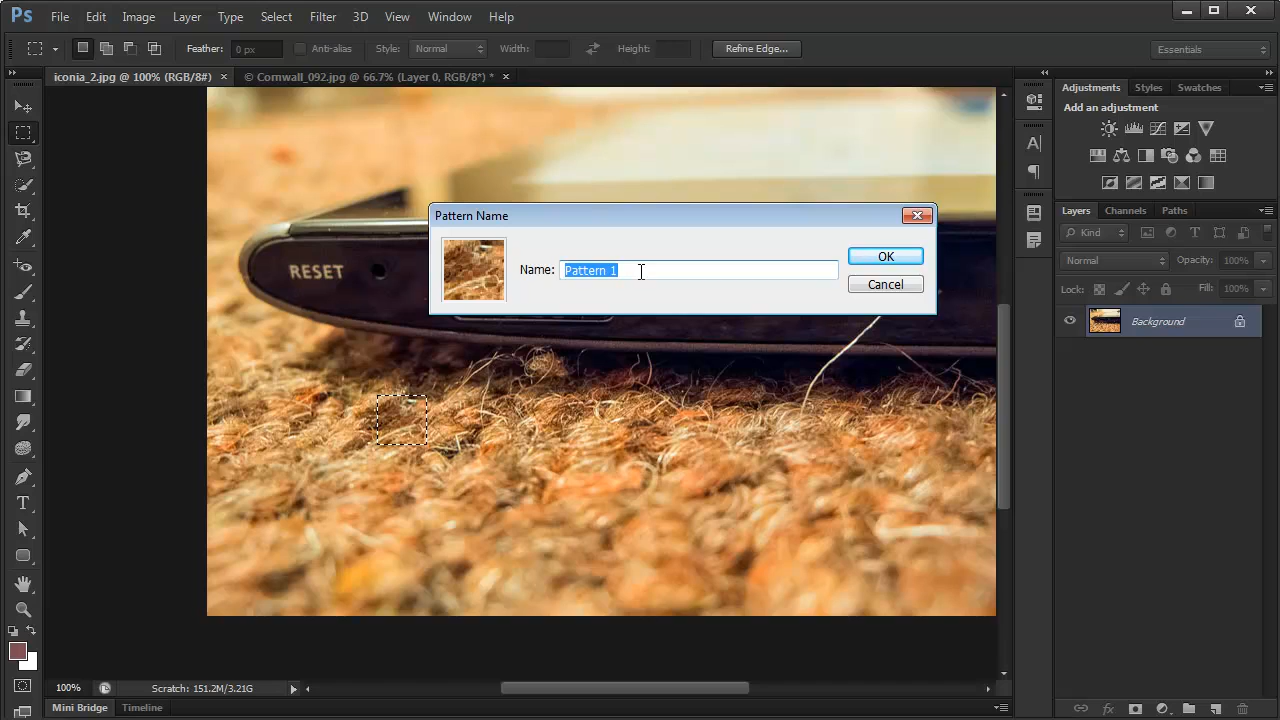 Ps File Edit Image Layer Type Select Filter 3D View Window Help
Feather: 0 px Anti-alias Style: Normal Width: Height: Refine Edge... Essentials
iconia_2.jpg @ 100% (RGB/8#) × © Cornwall_092.jpg @ 66.7% (Layer 0, RGB/8*) * ×
Adjustments Styles Swatches
Add an adjustment
Layers Channels Paths
Kind
Normal Opacity: 100%
Lock: Fill: 100%
Background
Pattern Name
Name: Pattern 1
OK
Cancel
RESET
100% Scratch: 151.2M/3.21G
Mini Bridge Timeline